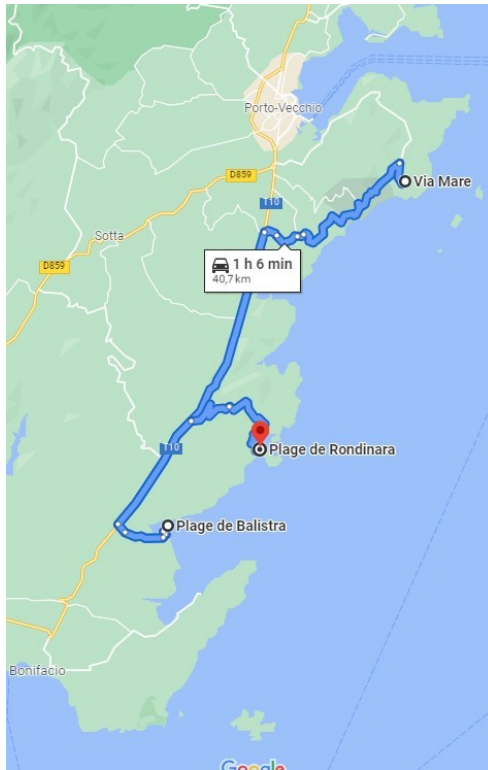 Porto-Vecchio
D859
Via Mare
T10
Sotta
D859
1 h 6 min
40,7 km
T10
Plage de Rondinara
Plage de Balistra
Bonifacio
Google